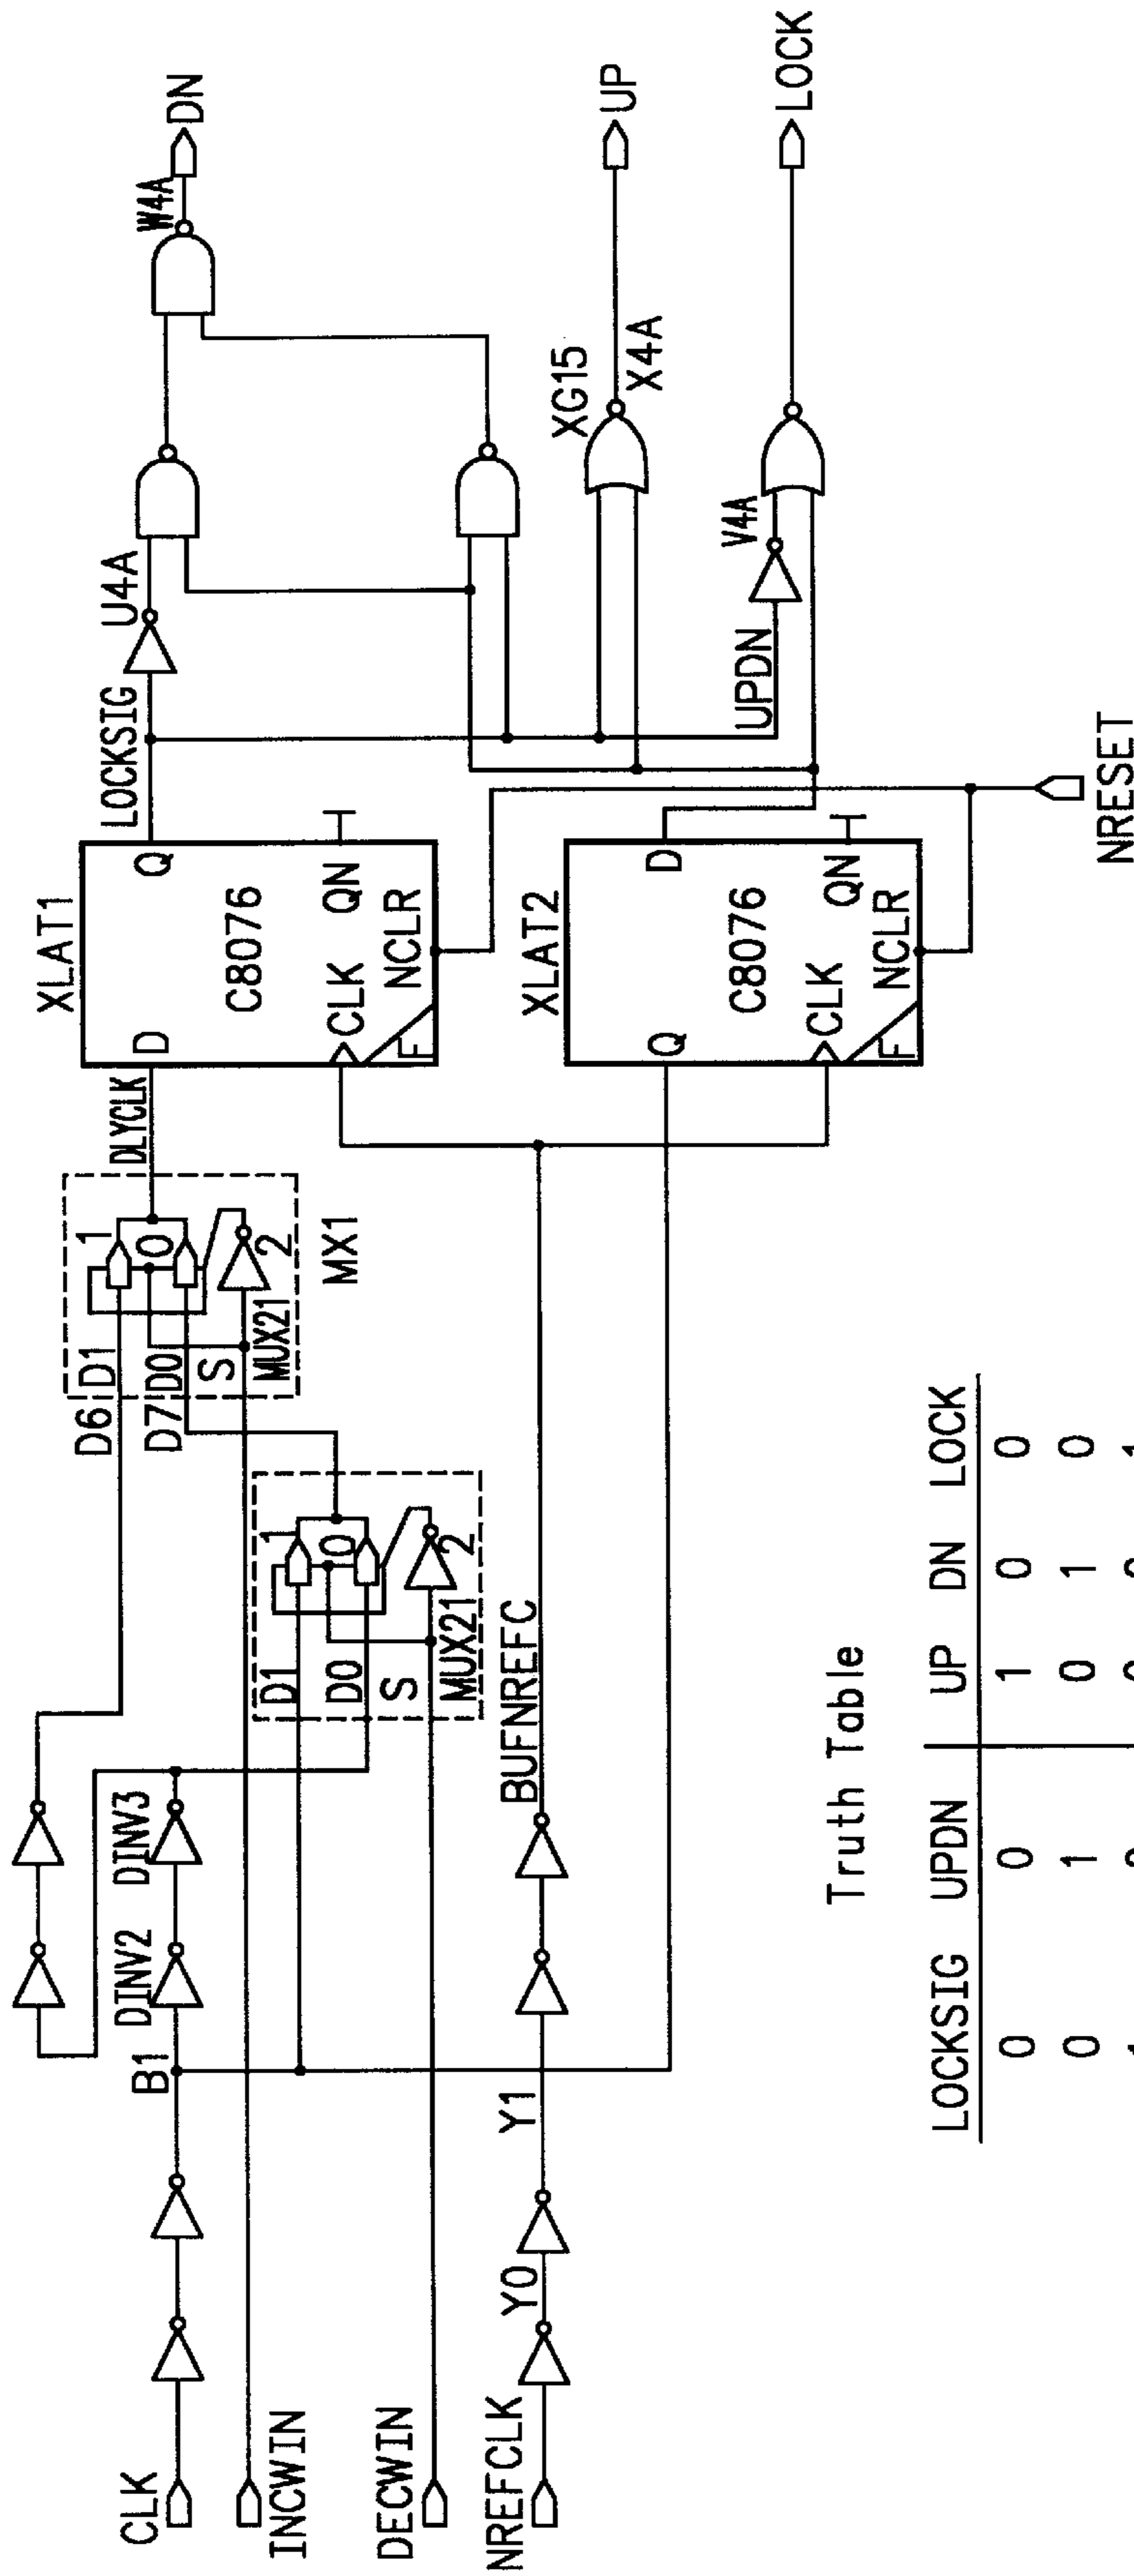 CLK
INCWIN
DECWIN
NREFCLK
Y0
Y1
B1
DINV2
DINV3
BUFNREFC
D1
D0
S
MUX21
1
0
2
D6
D7
D1
D0
S
MUX21
1
0
2
MX1
DLYCLK
XLAT1
D
Q
C8076
CLK
QN
F
NCLR
XLAT2
Q
D
C8076
CLK
QN
F
NCLR
NRESET
LOCKSIG
U4A
UPDN
V4A
W4A
DN
XG15
X4A
UP
LOCK
Truth Table
LOCKSIG UPDN UP DN LOCK
0 0 1 0 0
0 1 0 1 0